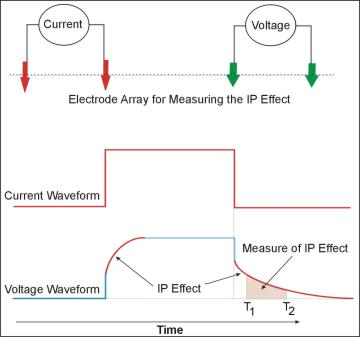 Current
Voltage
Electrode Array for Measuring the IP Effect
Current Waveform
Measure of IP Effect
IP Effect
Voltage Waveform
T1
T2
Time